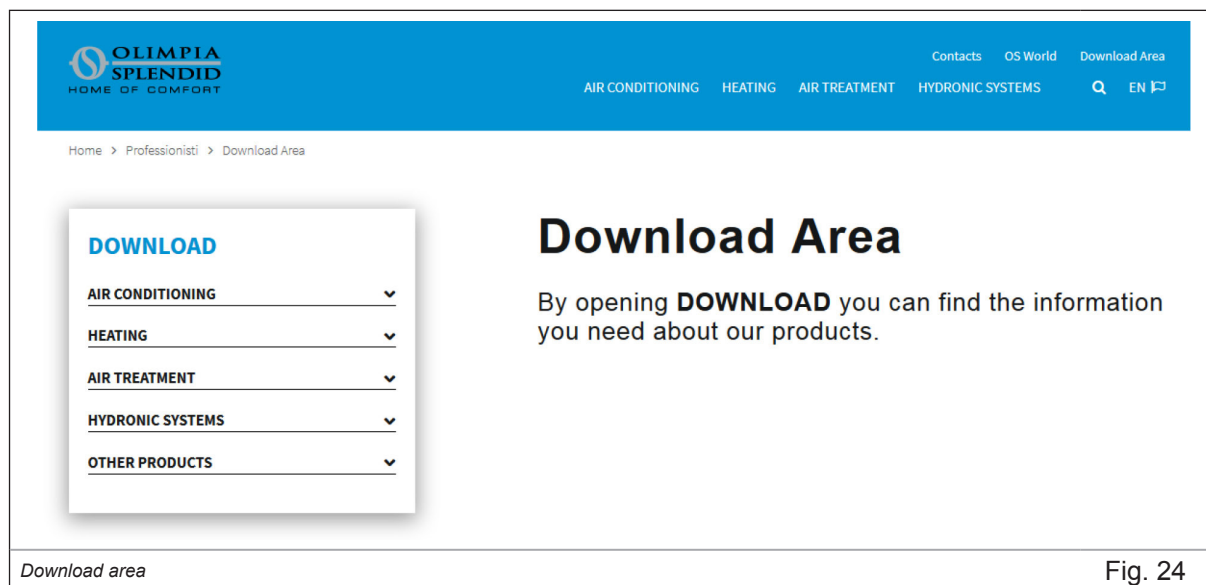 OLIMPIA
SPLENDID
HOME OF COMFORT
Contacts OS World Download Area
AIR CONDITIONING HEATING AIR TREATMENT HYDRONIC SYSTEMS EN
Home > Professionisti > Download Area
DOWNLOAD
AIR CONDITIONING
HEATING
AIR TREATMENT
HYDRONIC SYSTEMS
OTHER PRODUCTS
Download Area
By opening DOWNLOAD you can find the information
you need about our products.
Download area Fig. 24